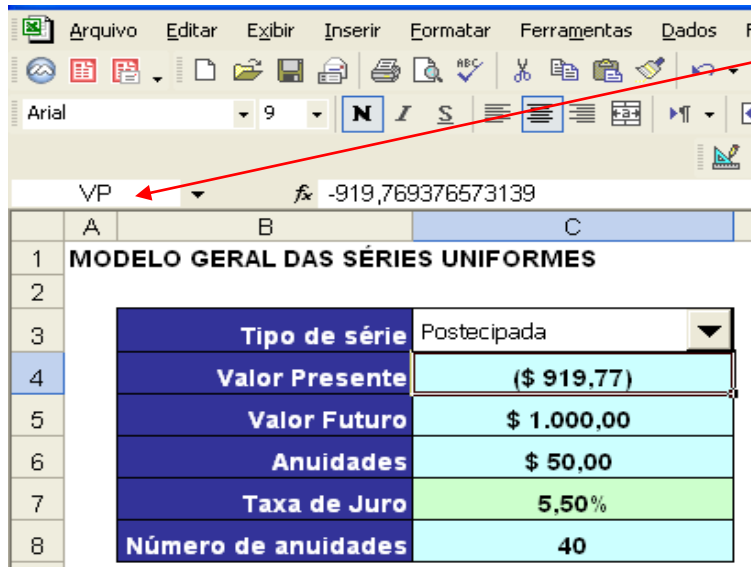 Arquivo Editar Exibir Inserir Formatar Ferramentas Dados
ABC
Arial 9 N I S
VP fx -919,769376573139
A B C
1 MODELO GERAL DAS SÉRIES UNIFORMES
2
3 Tipo de série Postecipada
4 Valor Presente ($ 919,77)
5 Valor Futuro $ 1.000,00
6 Anuidades $ 50,00
7 Taxa de Juro 5,50%
8 Número de anuidades 40